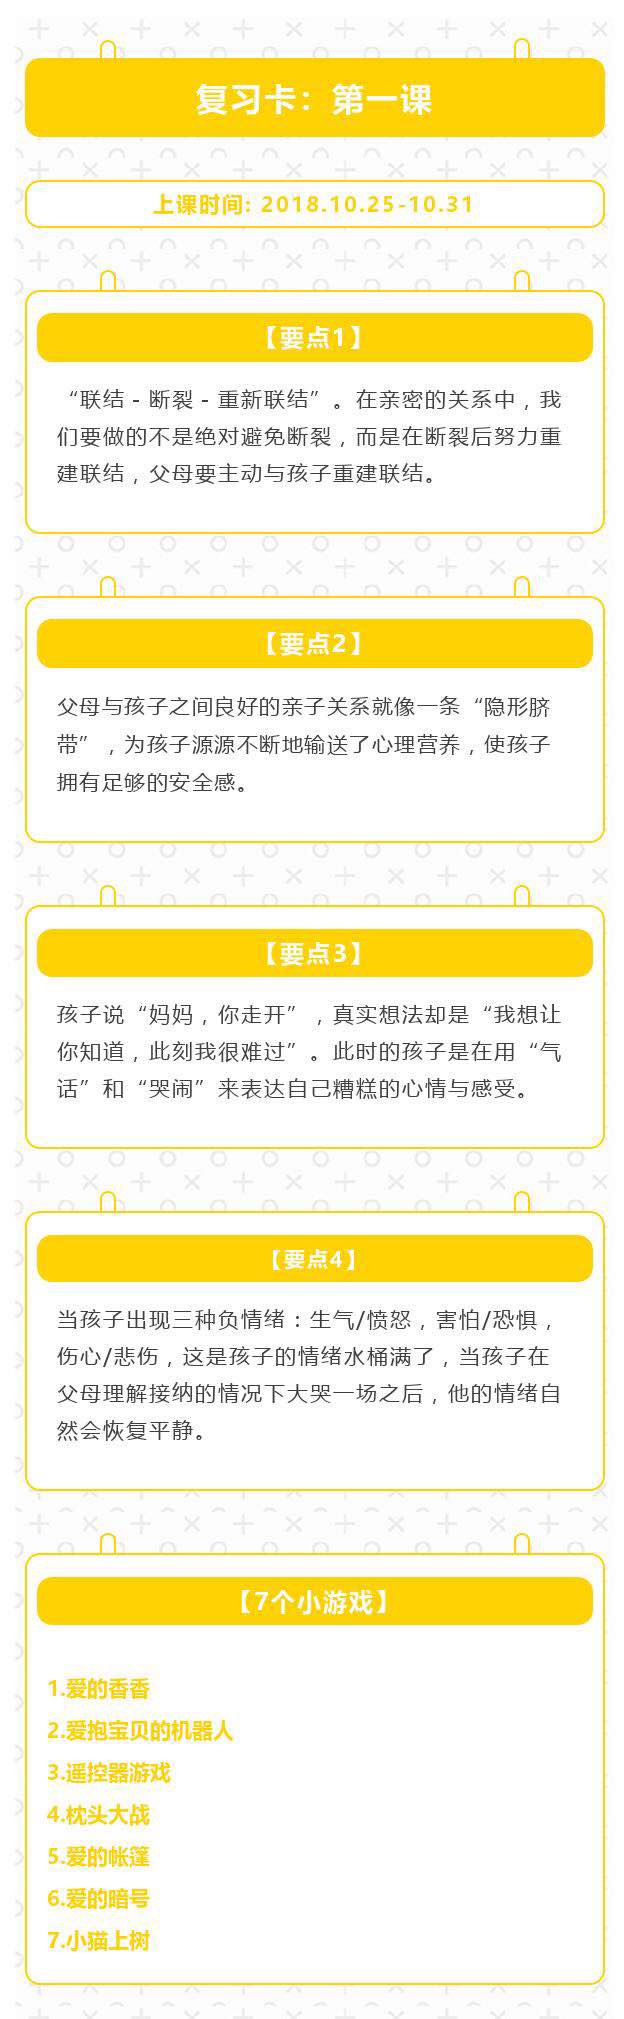 复习卡：第一课
上课时间: 2018.10.25-10.31
【要点1】
“联结 - 断裂 - 重新联结”。在亲密的关系中，我
们要做的不是绝对避免断裂，而是在断裂后努力重
建联结，父母要主动与孩子重建联结。
【要点2】
父母与孩子之间良好的亲子关系就像一条“隐形脐
带”，为孩子源源不断地输送了心理营养，使孩子
拥有足够的安全感。
【要点3】
孩子说“妈妈，你走开”，真实想法却是“我想让
你知道，此刻我很难过”。此时的孩子是在用“气
话”和“哭闹”来表达自己糟糕的心情与感受。
【要点4】
当孩子出现三种负情绪：生气/愤怒，害怕/恐惧，
伤心/悲伤，这是孩子的情绪水桶满了，当孩子在
父母理解接纳的情况下大哭一场之后，他的情绪自
然会恢复平静。
【7个小游戏】
1.爱的香香
2.爱抱宝贝的机器人
3.遥控器游戏
4.枕头大战
5.爱的帐篷
6.爱的暗号
7.小猫上树